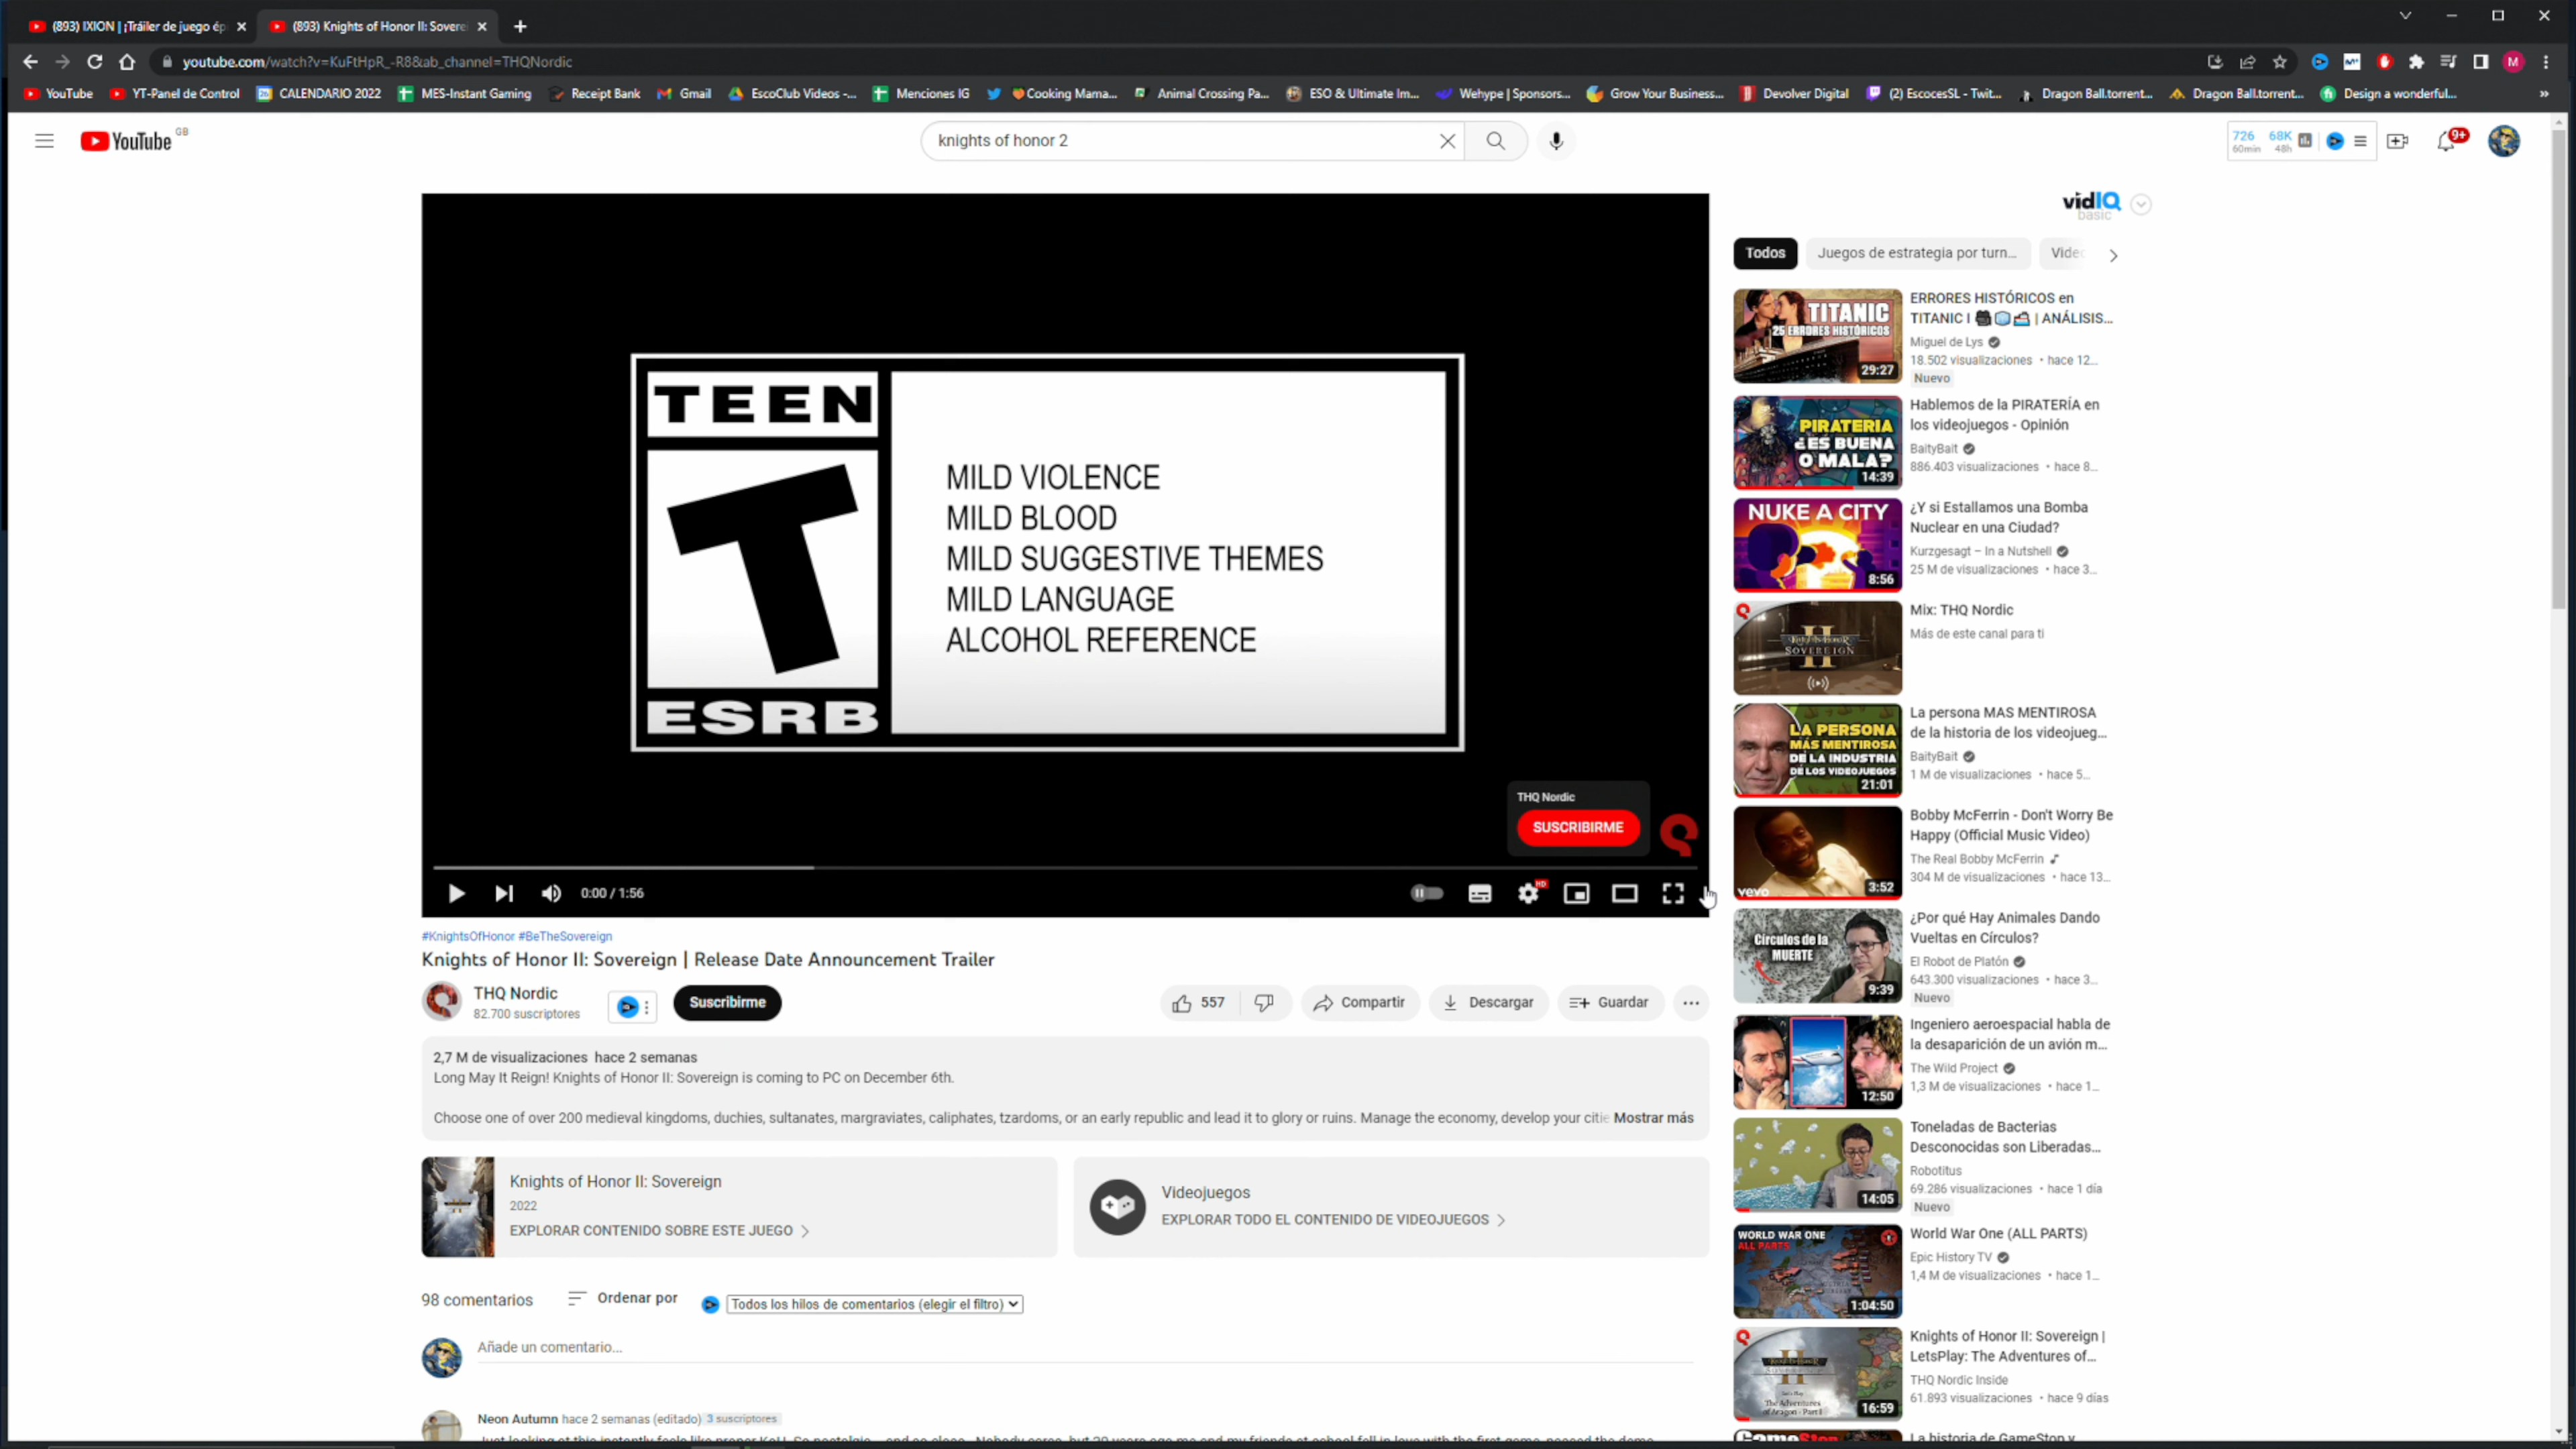 (893) IXION | ¡Tráiler de juego ép
(893) Knights of Honor II: Sovere
youtube.com/watch?v=KuFtHpR_-R8&ab_channel=THQNordic
M
YouTube
YT-Panel de Control
CALENDARIO 2022
MES-Instant Gaming
Receipt Bank
Gmail
EscoClub Videos -...
Menciones IG
Cooking Mama...
Animal Crossing Pa...
ESO & Ultimate Im...
Wehype | Sponsors...
Grow Your Business...
Devolver Digital
(2) EscocesSL - Twit...
Dragon Ball.torrent...
Dragon Ball.torrent...
Design a wonderful...
YouTube GB
knights of honor 2
726 68K
60min 48h
9+
TEEN
T
ESRB
MILD VIOLENCE
MILD BLOOD
MILD SUGGESTIVE THEMES
MILD LANGUAGE
ALCOHOL REFERENCE
THQ Nordic
SUSCRIBIRME
0:00 / 1:56
HD
#KnightsOfHonor #BeTheSovereign
Knights of Honor II: Sovereign | Release Date Announcement Trailer
THQ Nordic
82.700 suscriptores
Suscribirme
557
Compartir
Descargar
Guardar
2,7 M de visualizaciones hace 2 semanas
Long May It Reign! Knights of Honor II: Sovereign is coming to PC on December 6th.
Choose one of over 200 medieval kingdoms, duchies, sultanates, margraviates, caliphates, tzardoms, or an early republic and lead it to glory or ruins. Manage the economy, develop your citie Mostrar más
Knights of Honor II: Sovereign
2022
EXPLORAR CONTENIDO SOBRE ESTE JUEGO
Videojuegos
EXPLORAR TODO EL CONTENIDO DE VIDEOJUEGOS
98 comentarios
Ordenar por
Todos los hilos de comentarios (elegir el filtro)
Añade un comentario...
Neon Autumn hace 2 semanas (editado) 3 suscriptores
vidIQ
basic
Todos
Juegos de estrategia por turn...
Videc
TITANIC
25 ERRORES HISTÓRICOS
29:27
ERRORES HISTÓRICOS en
TITANIC I | ANÁLISIS...
Miguel de Lys
18.502 visualizaciones • hace 12...
Nuevo
PIRATERIA
¿ES BUENA
O MALA?
14:39
Hablemos de la PIRATERÍA en
los videojuegos - Opinión
BaityBait
886.403 visualizaciones • hace 8...
NUKE A CITY
8:56
¿Y si Estallamos una Bomba
Nuclear en una Ciudad?
Kurzgesagt – In a Nutshell
25 M de visualizaciones • hace 3...
SOVEREIGN
II
Mix: THQ Nordic
Más de este canal para ti
LA PERSONA
MÁS MENTIROSA
DE LA INDUSTRIA
DE LOS VIDEOJUEGOS
21:01
La persona MAS MENTIROSA
de la historia de los videojueg...
BaityBait
1 M de visualizaciones • hace 5...
vevo
3:52
Bobby McFerrin - Don't Worry Be
Happy (Official Music Video)
The Real Bobby McFerrin
304 M de visualizaciones • hace 13...
Círculos de la
MUERTE
9:39
¿Por qué Hay Animales Dando
Vueltas en Círculos?
El Robot de Platón
643.300 visualizaciones • hace 3...
Nuevo
12:50
Ingeniero aeroespacial habla de
la desaparición de un avión m...
The Wild Project
1,3 M de visualizaciones • hace 1...
14:05
Toneladas de Bacterias
Desconocidas son Liberadas...
Robotitus
69.286 visualizaciones • hace 1 día
Nuevo
WORLD WAR ONE
ALL PARTS
1:04:50
World War One (ALL PARTS)
Epic History TV
1,4 M de visualizaciones • hace 1...
II
The Adventures
of Aragon - Part I
16:59
Knights of Honor II: Sovereign |
LetsPlay: The Adventures of...
THQ Nordic Inside
61.893 visualizaciones • hace 9 días
GameStop
La historia de GameStop y